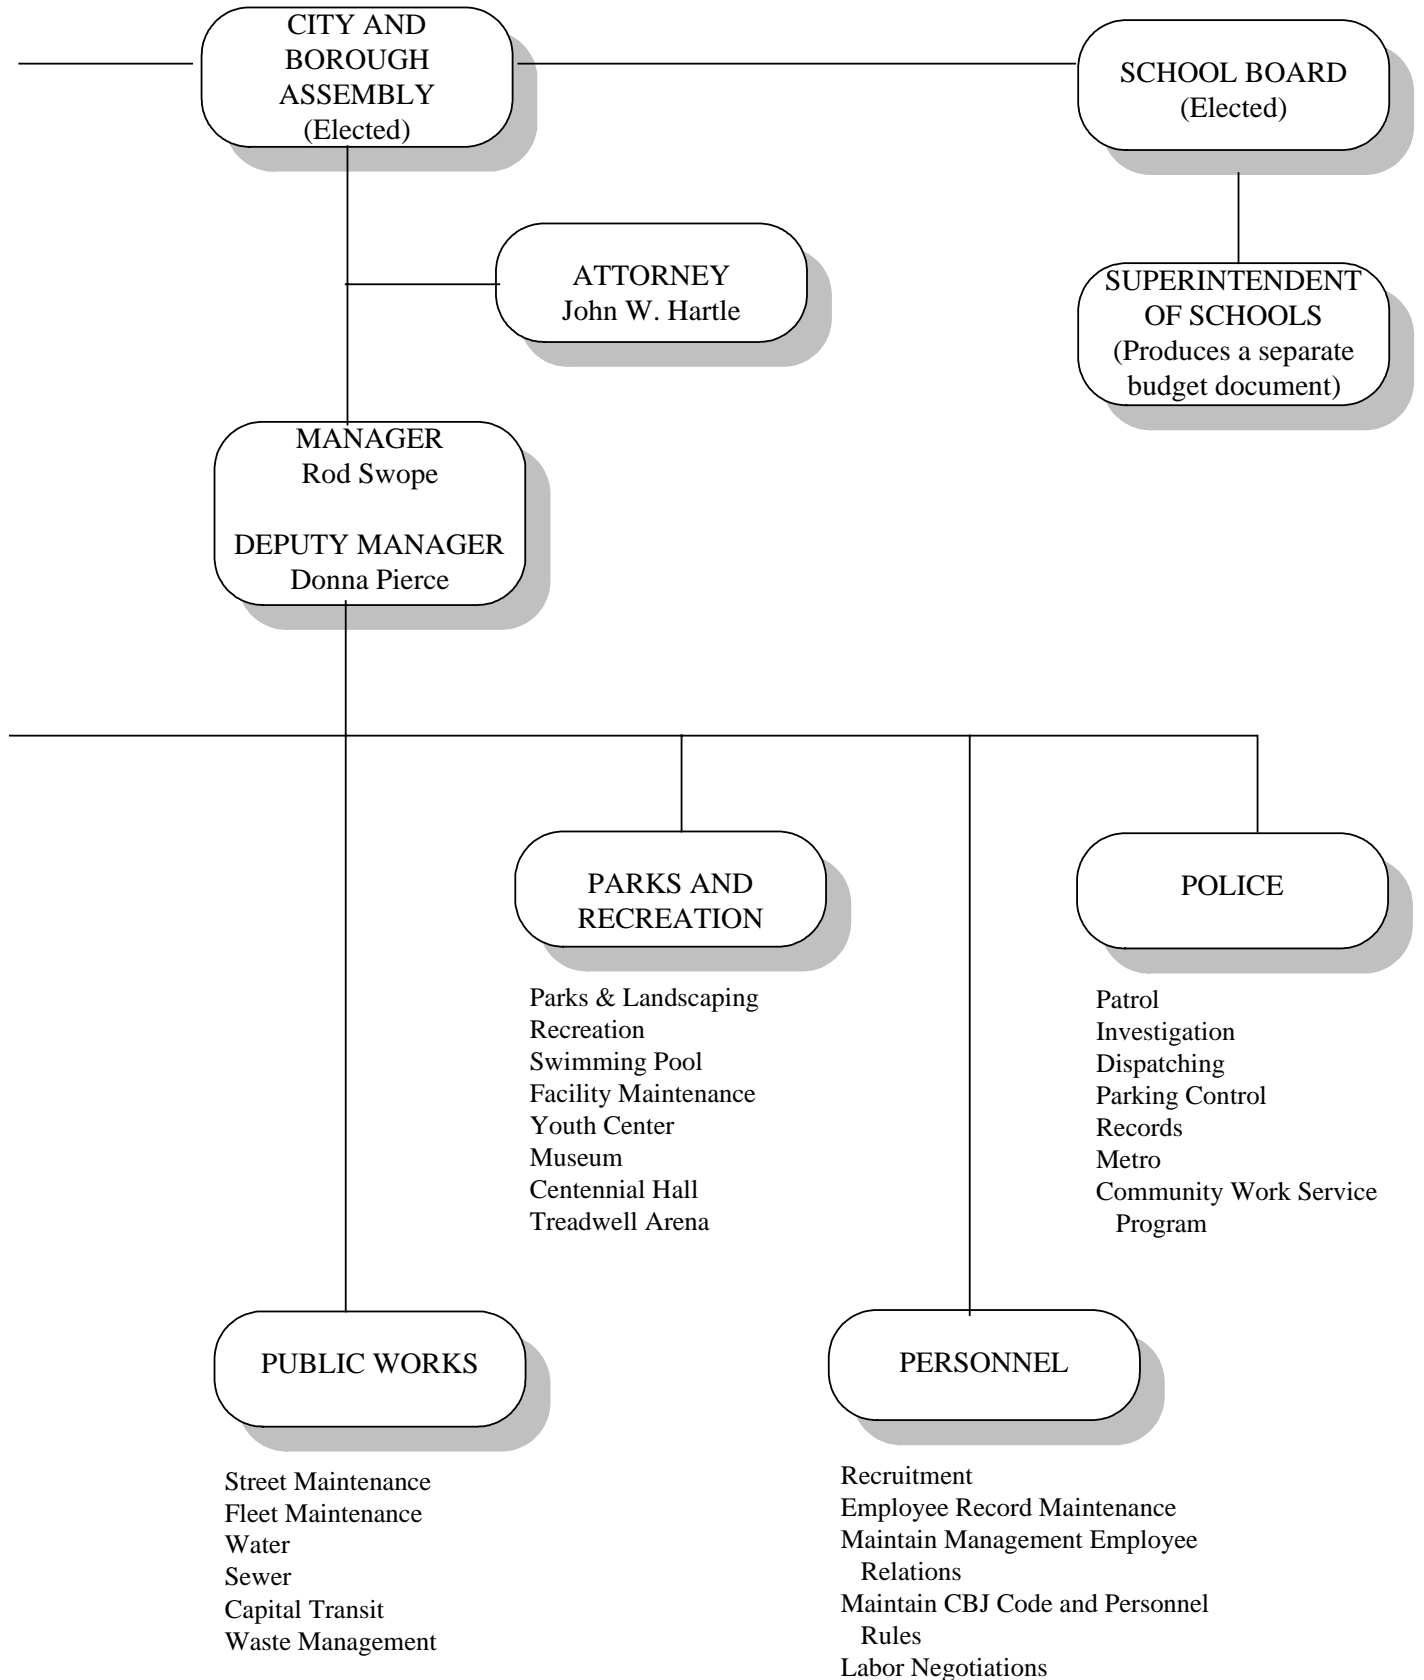 CITY AND
BOROUGH
ASSEMBLY
(Elected)
SCHOOL BOARD
(Elected)
ATTORNEY
John W. Hartle
SUPERINTENDENT
OF SCHOOLS
(Produces a separate
budget document)
MANAGER
Rod Swope
DEPUTY MANAGER
Donna Pierce
PARKS AND
RECREATION
Parks & Landscaping
Recreation
Swimming Pool
Facility Maintenance
Youth Center
Museum
Centennial Hall
Treadwell Arena
POLICE
Patrol
Investigation
Dispatching
Parking Control
Records
Metro
Community Work Service
Program
PUBLIC WORKS
Street Maintenance
Fleet Maintenance
Water
Sewer
Capital Transit
Waste Management
PERSONNEL
Recruitment
Employee Record Maintenance
Maintain Management Employee
Relations
Maintain CBJ Code and Personnel
Rules
Labor Negotiations